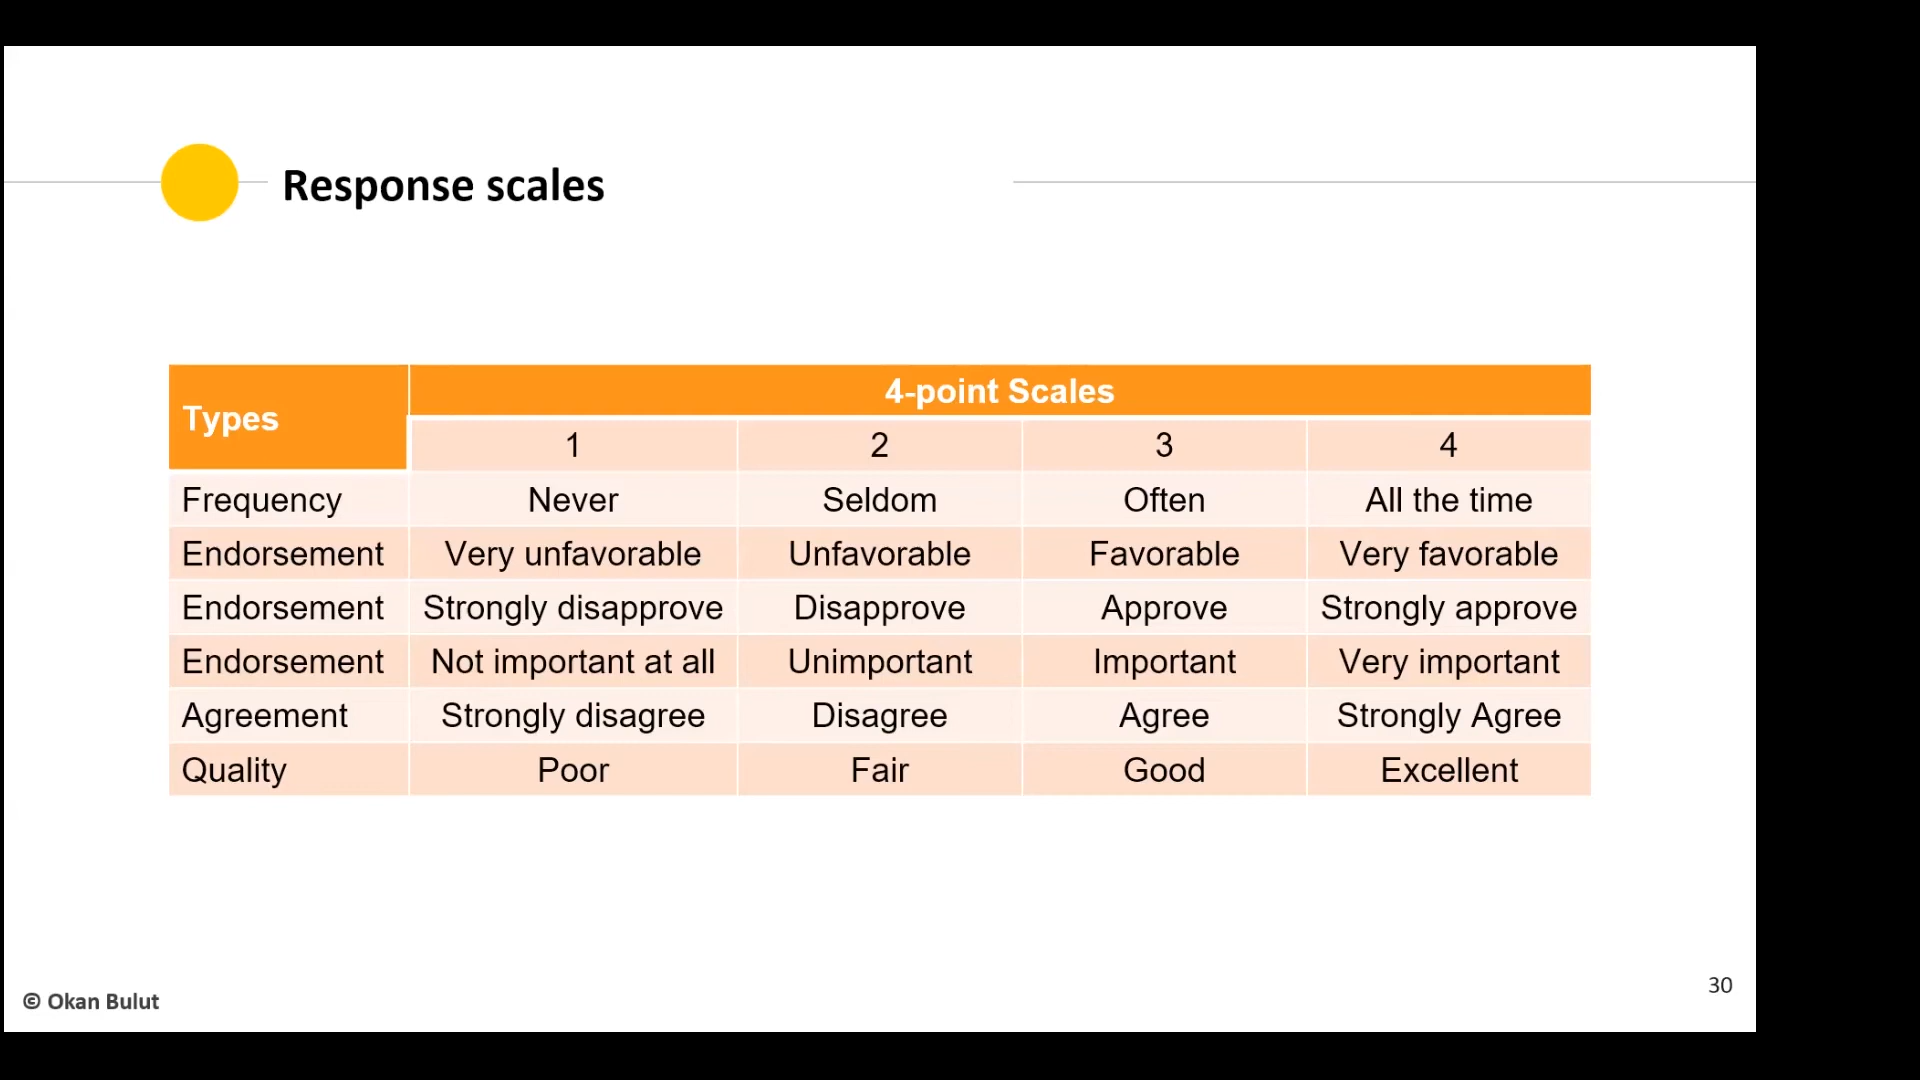 Response scales
Types 4-point Scales
1 2 3 4
Frequency Never Seldom Often All the time
Endorsement Very unfavorable Unfavorable Favorable Very favorable
Endorsement Strongly disapprove Disapprove Approve Strongly approve
Endorsement Not important at all Unimportant Important Very important
Agreement Strongly disagree Disagree Agree Strongly Agree
Quality Poor Fair Good Excellent
30
© Okan Bulut